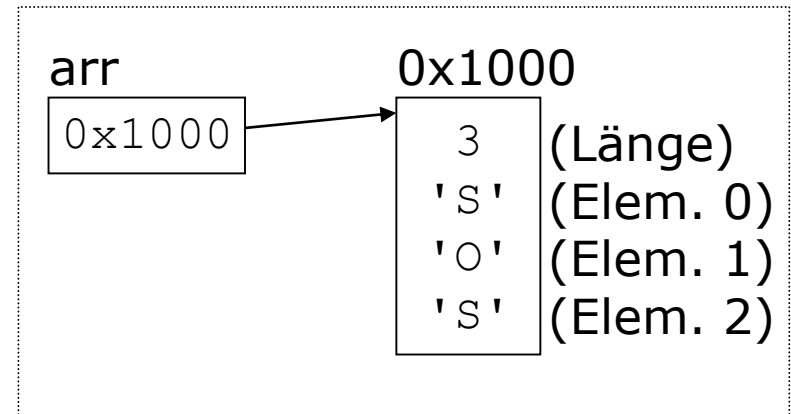 arr 0x1000
0x1000 3 (Länge)
'S' (Elem. 0)
'O' (Elem. 1)
'S' (Elem. 2)